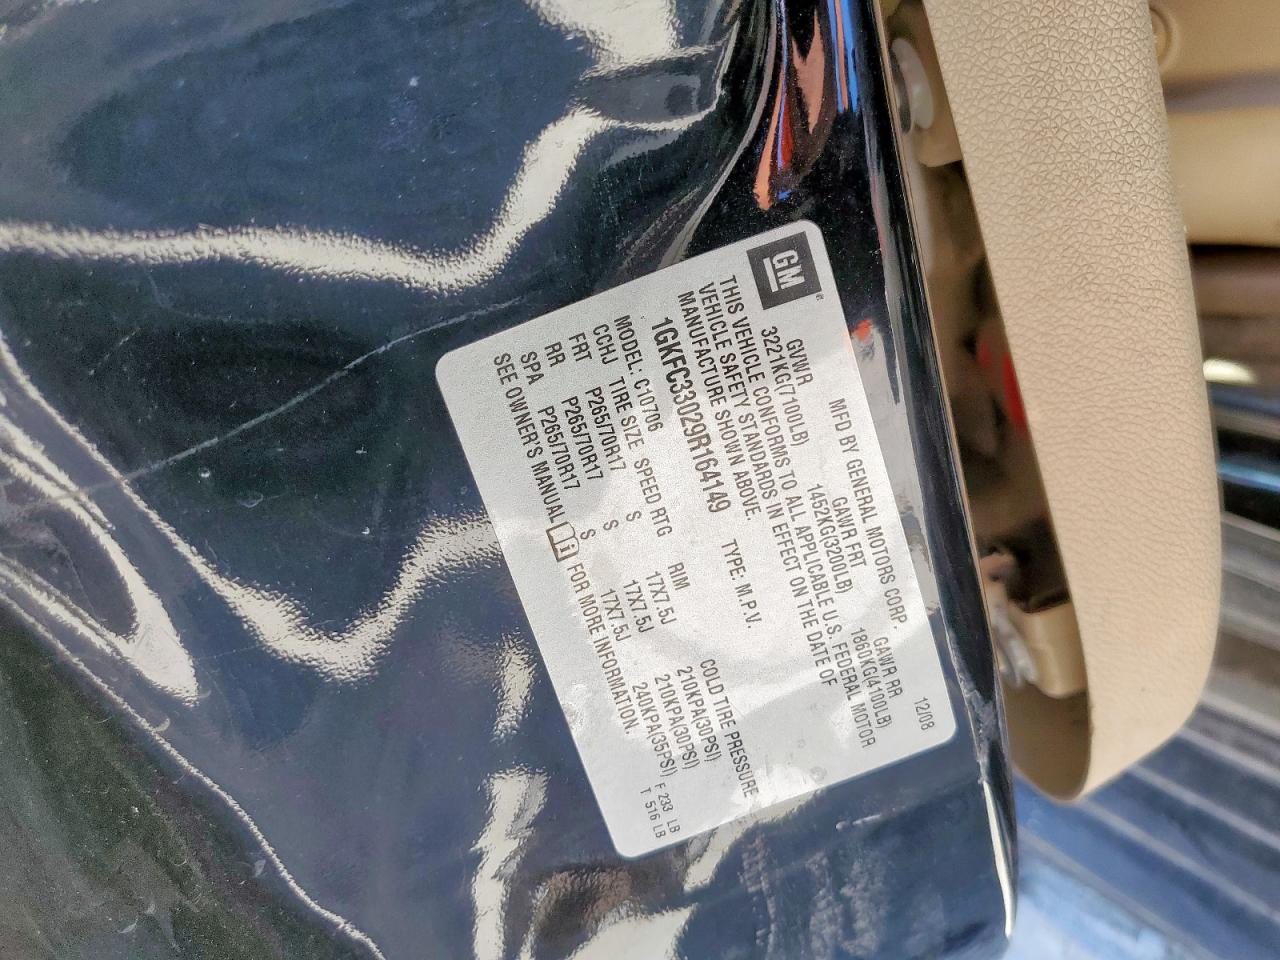 GM
MFD BY GENERAL MOTORS CORP. 12/08
GVWR GAWR FRT GAWR RR
3221KG(7100LB) 1452KG(3200LB) 1860KG(4100LB)
THIS VEHICLE CONFORMS TO ALL APPLICABLE U.S. FEDERAL MOTOR
VEHICLE SAFETY STANDARDS IN EFFECT ON THE DATE OF
MANUFACTURE SHOWN ABOVE.
1GKFC33029R164149 TYPE: M.P.V.
MODEL: C10706
CCHJ TIRE SIZE SPEED RTG RIM COLD TIRE PRESSURE
FRT P265/70R17 S 17X7.5J 210KPA(30PSI)
RR P265/70R17 S 17X7.5J 210KPA(30PSI)
SPA P265/70R17 S 17X7.5J 240KPA(35PSI) F 233 LB
SEE OWNER'S MANUAL i FOR MORE INFORMATION. T 516 LB